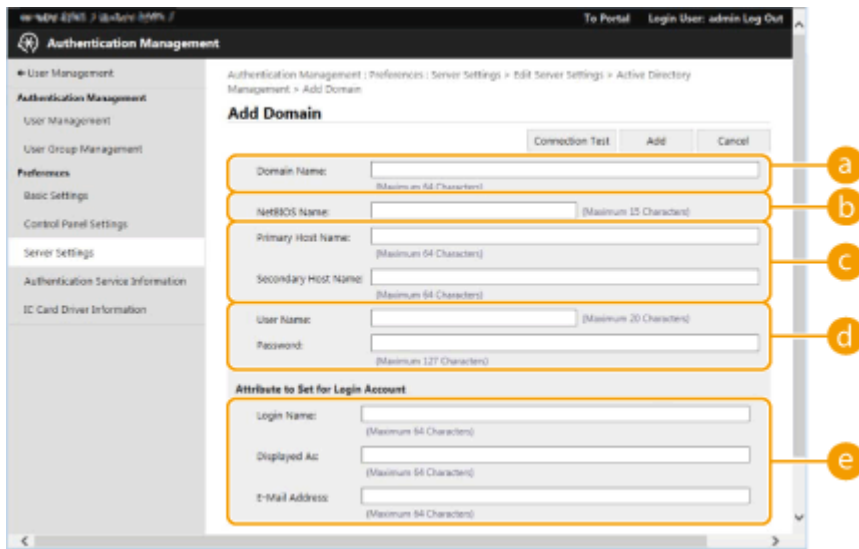 To Portal Login User: admin Log Out
Authentication Management
User Management
Authentication Management : Preferences : Server Settings > Edit Server Settings > Active Directory
Management > Add Domain
Authentication Management
User Management
User Group Management
Preferences
Basic Settings
Control Panel Settings
Server Settings
Authentication Service Information
IC Card Driver Information
Add Domain
Connection Test Add Cancel
Domain Name:
(Maximum 64 Characters)
a
NetBIOS Name: (Maximum 15 Characters)
b
Primary Host Name:
(Maximum 64 Characters)
Secondary Host Name:
(Maximum 64 Characters)
c
User Name: (Maximum 20 Characters)
Password:
(Maximum 127 Characters)
d
Attribute to Set for Login Account
Login Name:
(Maximum 64 Characters)
Displayed As:
(Maximum 64 Characters)
E-Mail Address:
(Maximum 64 Characters)
e